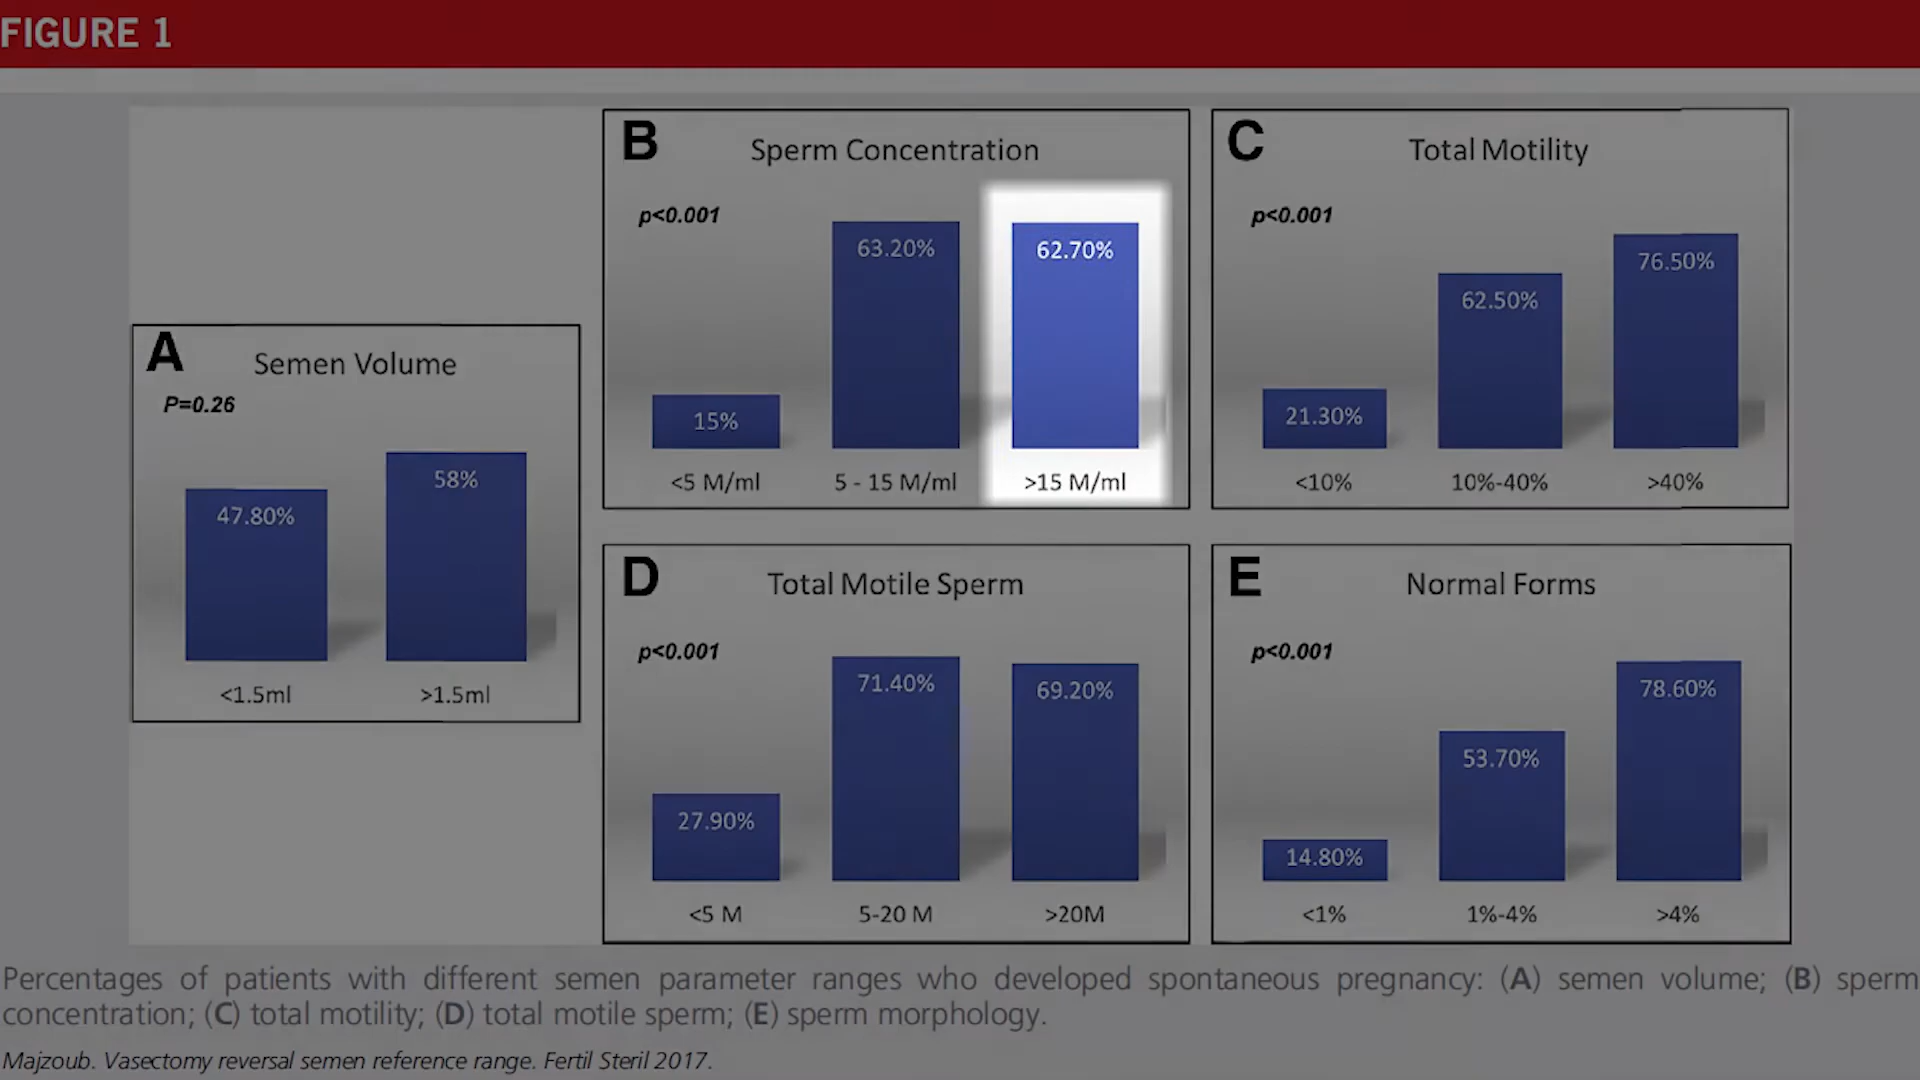 FIGURE 1
A
Semen Volume
P=0.26
47.80%
58%
<1.5ml
>1.5ml
B
Sperm Concentration
p<0.001
15%
63.20%
62.70%
<5 M/ml
5 - 15 M/ml
>15 M/ml
C
Total Motility
p<0.001
21.30%
62.50%
76.50%
<10%
10%-40%
>40%
D
Total Motile Sperm
p<0.001
27.90%
71.40%
69.20%
<5 M
5-20 M
>20M
E
Normal Forms
p<0.001
14.80%
53.70%
78.60%
<1%
1%-4%
>4%
Percentages of patients with different semen parameter ranges who developed spontaneous pregnancy: (A) semen volume; (B) sperm
concentration; (C) total motility; (D) total motile sperm; (E) sperm morphology.
Majzoub. Vasectomy reversal semen reference range. Fertil Steril 2017.